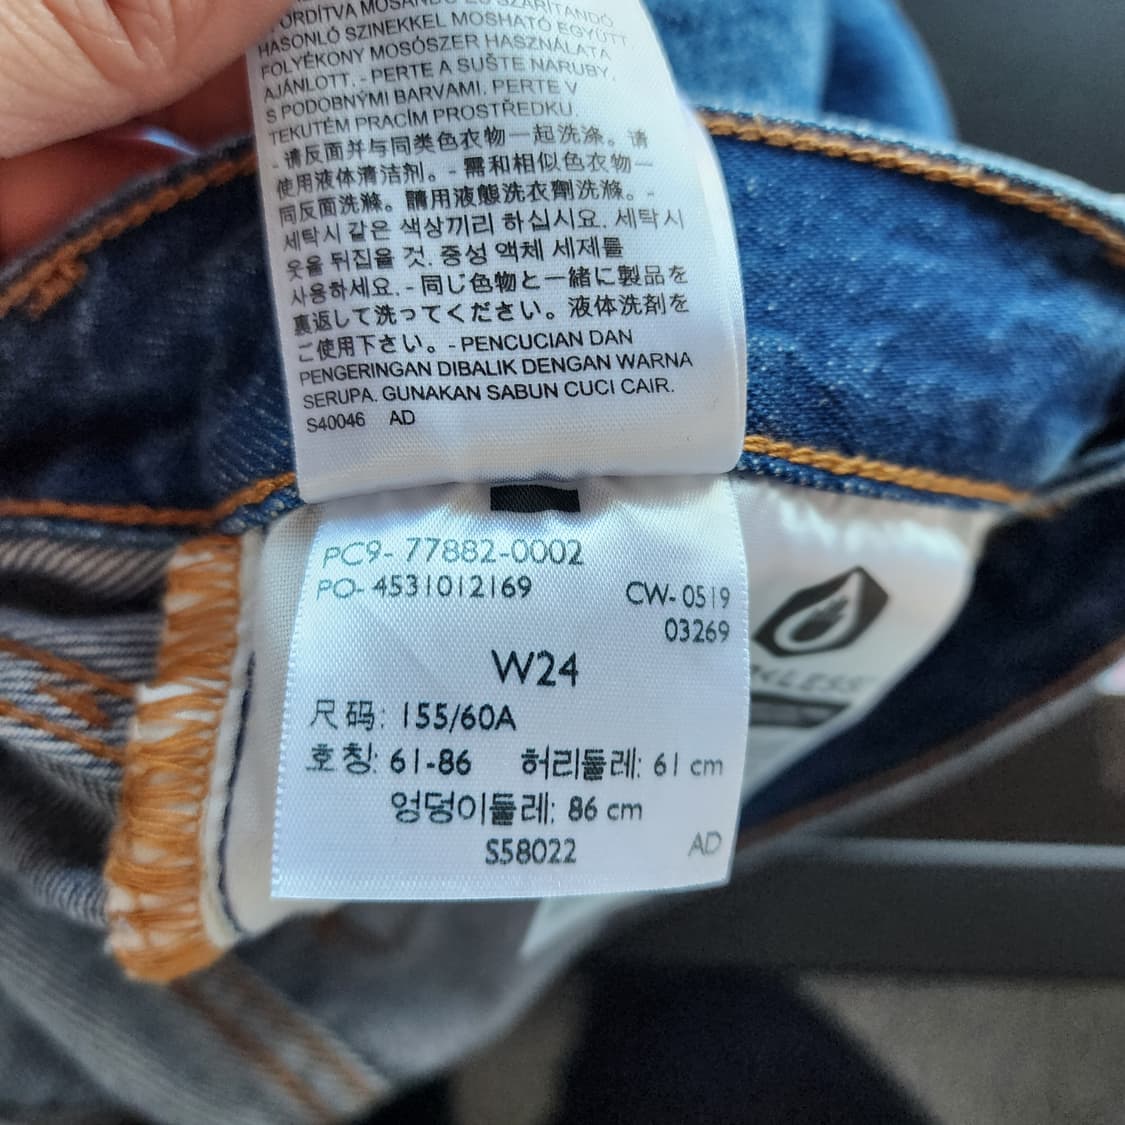 FORDÍTVA MOSANDÓ ÉS SZÁRÍTANDÓ
HASONLÓ SZINEKKEL MOSHATÓ EGYÜTT.
FOLYÉKONY MOSÓSZER HASZNÁLATA
AJÁNLOTT. - PERTE A SUŠTE NARUBY,
S PODOBNÝMI BARVAMI. PERTE V
TEKUTÉM PRACÍM PROSTŘEDKU.
- 请反面并与同类色衣物一起洗涤。请
使用液体清洁剂。- 需和相似色衣物一
同反面洗滌。請用液態洗衣劑洗滌。-
세탁시 같은 색상끼리 하십시요. 세탁시
옷을 뒤집을 것. 중성 액체 세제를
사용하세요. - 同じ色物と一緒に製品を
裏返して洗ってください。液体洗剤を
ご使用下さい。- PENCUCIAN DAN
PENGERINGAN DIBALIK DENGAN WARNA
SERUPA. GUNAKAN SABUN CUCI CAIR.
S40046 AD
PC9- 77882-0002
PO- 4531012169 CW- 0519
03269
W24
尺码: 155/60A
호칭: 61-86 허리둘레: 61 cm
엉덩이둘레: 86 cm
S58022 AD